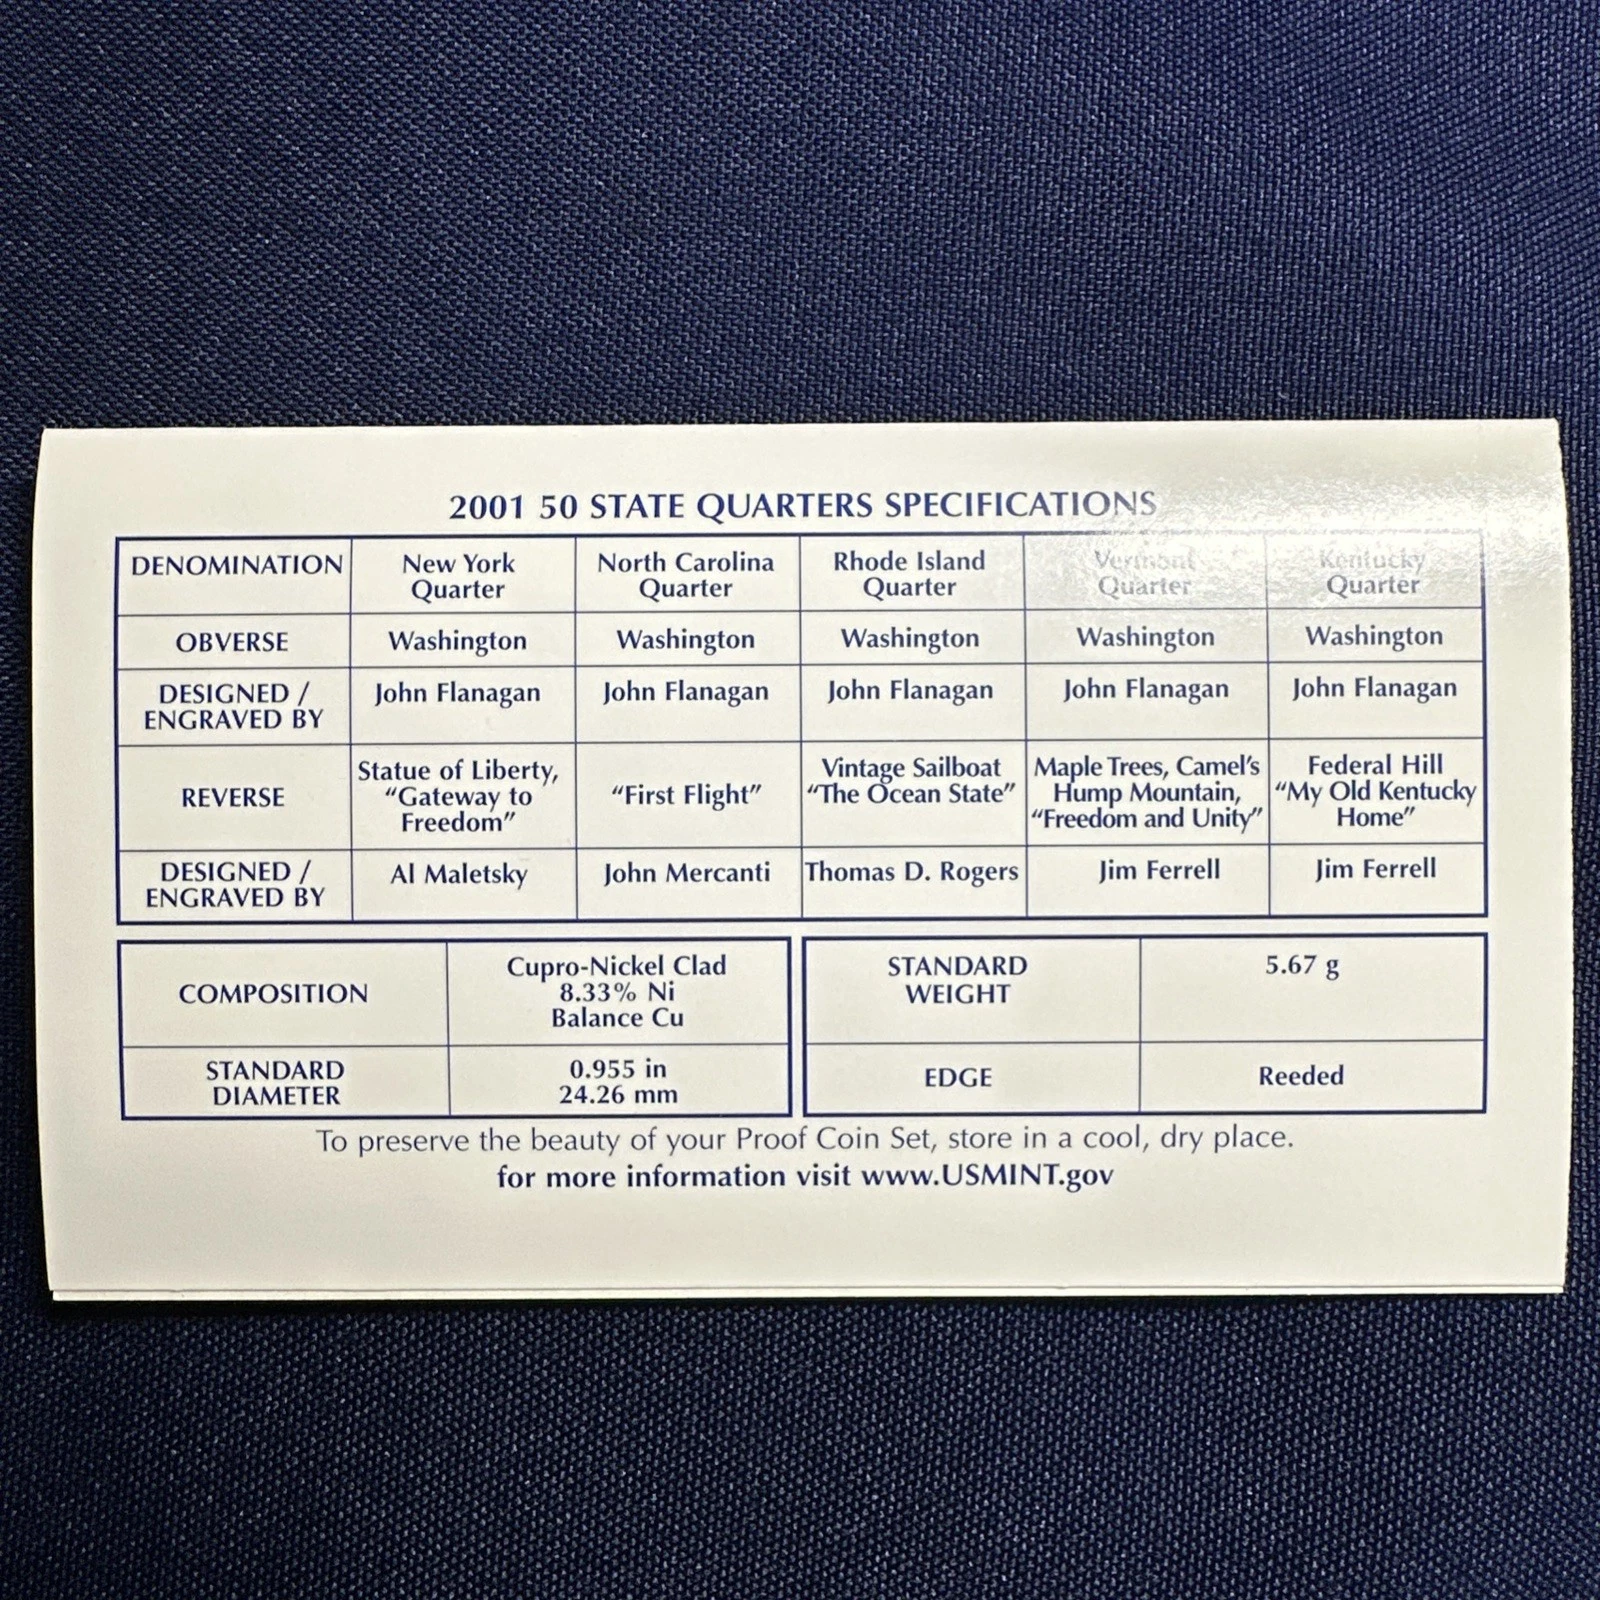 2001 50 STATE QUARTERS SPECIFICATIONS
DENOMINATION
New York
Quarter
North Carolina
Quarter
Rhode Island
Quarter
Vermont
Quarter
Kentucky
Quarter
OBVERSE
Washington
Washington
Washington
Washington
Washington
DESIGNED /
ENGRAVED BY
John Flanagan
John Flanagan
John Flanagan
John Flanagan
John Flanagan
REVERSE
Statue of Liberty,
“Gateway to
Freedom”
“First Flight”
Vintage Sailboat
“The Ocean State”
Maple Trees, Camel’s
Hump Mountain,
“Freedom and Unity”
Federal Hill
“My Old Kentucky
Home”
DESIGNED /
ENGRAVED BY
Al Maletsky
John Mercanti
Thomas D. Rogers
Jim Ferrell
Jim Ferrell
COMPOSITION
Cupro-Nickel Clad
8.33% Ni
Balance Cu
STANDARD
DIAMETER
0.955 in
24.26 mm
STANDARD
WEIGHT
5.67 g
EDGE
Reeded
To preserve the beauty of your Proof Coin Set, store in a cool, dry place.
for more information visit www.USMINT.gov